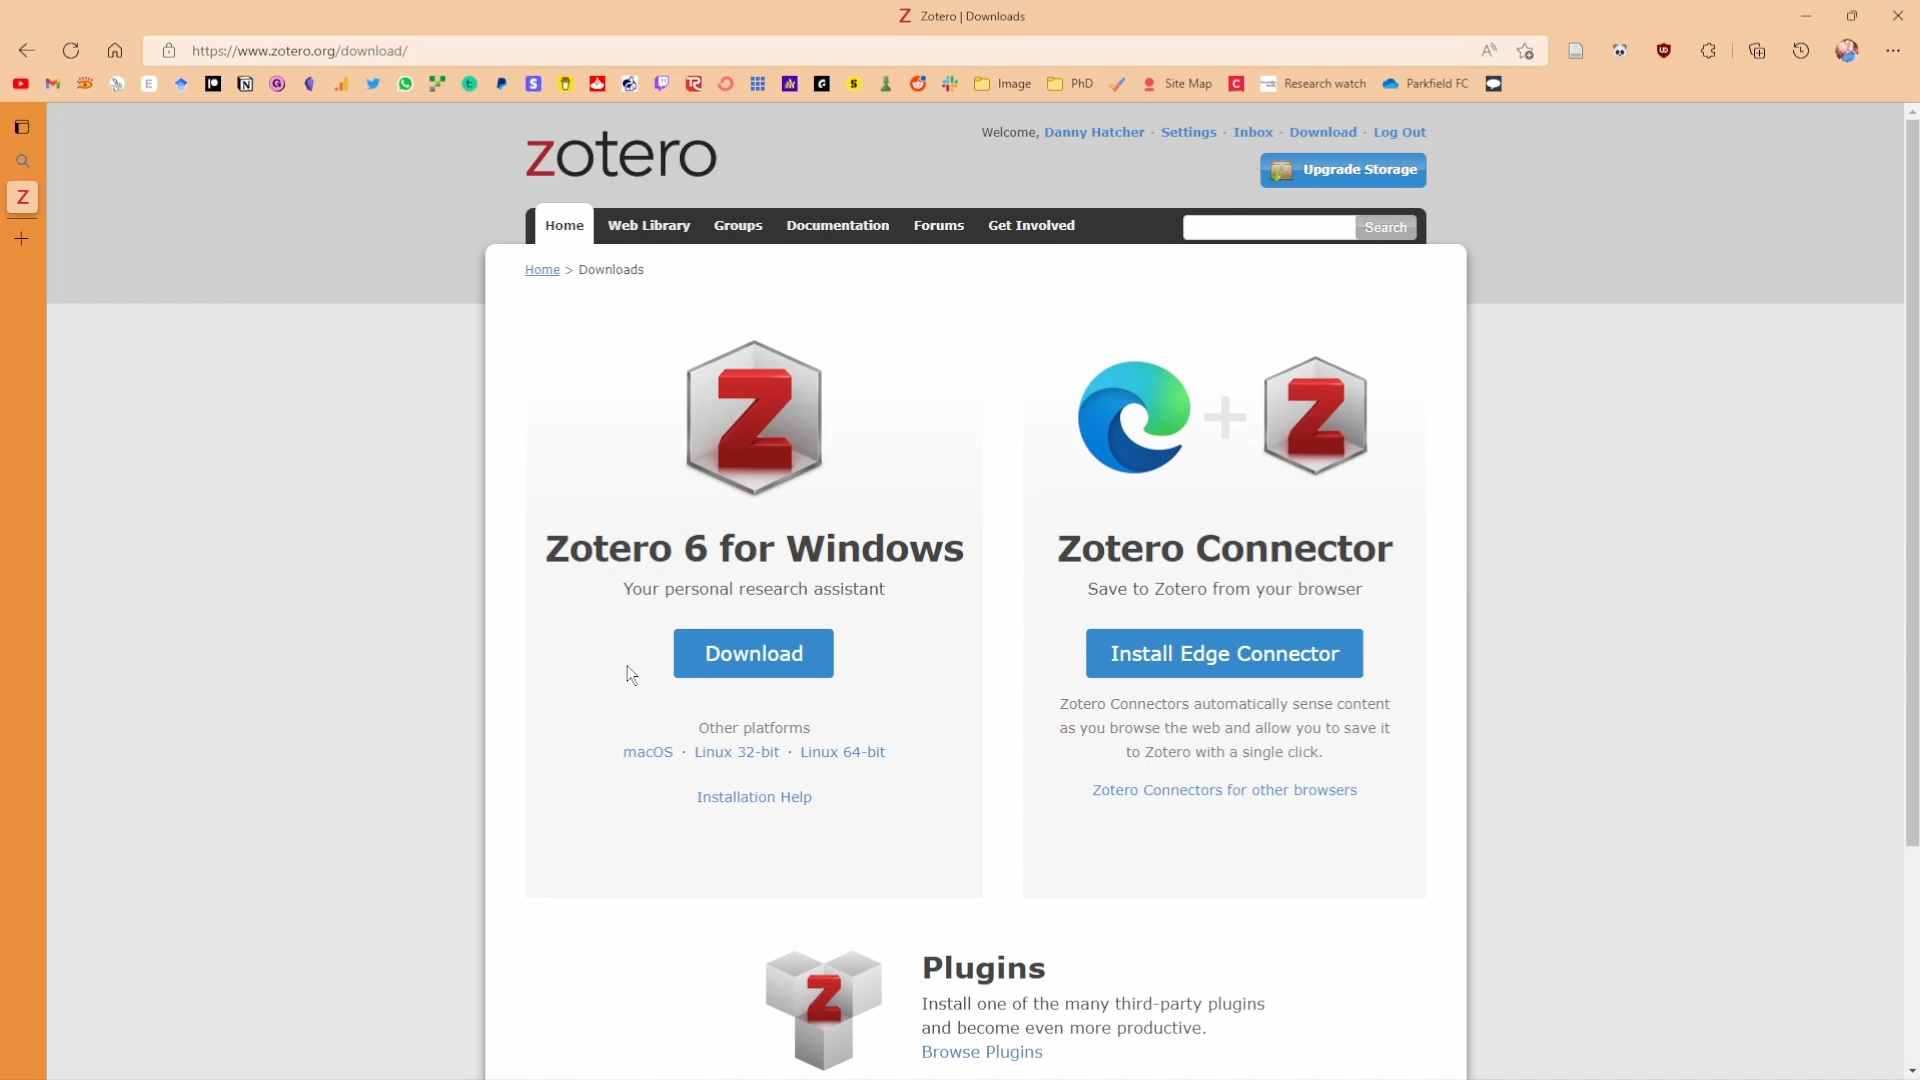 Zotero | Downloads
https://www.zotero.org/download/
Image
PhD
Site Map
Research watch
Parkfield FC
zotero
Welcome, Danny Hatcher · Settings · Inbox · Download · Log Out
Upgrade Storage
Home Web Library Groups Documentation Forums Get Involved
Search
Home > Downloads
Zotero 6 for Windows
Your personal research assistant
Download
Other platforms
macOS · Linux 32-bit · Linux 64-bit
Installation Help
Zotero Connector
Save to Zotero from your browser
Install Edge Connector
Zotero Connectors automatically sense content
as you browse the web and allow you to save it
to Zotero with a single click.
Zotero Connectors for other browsers
Plugins
Install one of the many third-party plugins
and become even more productive.
Browse Plugins